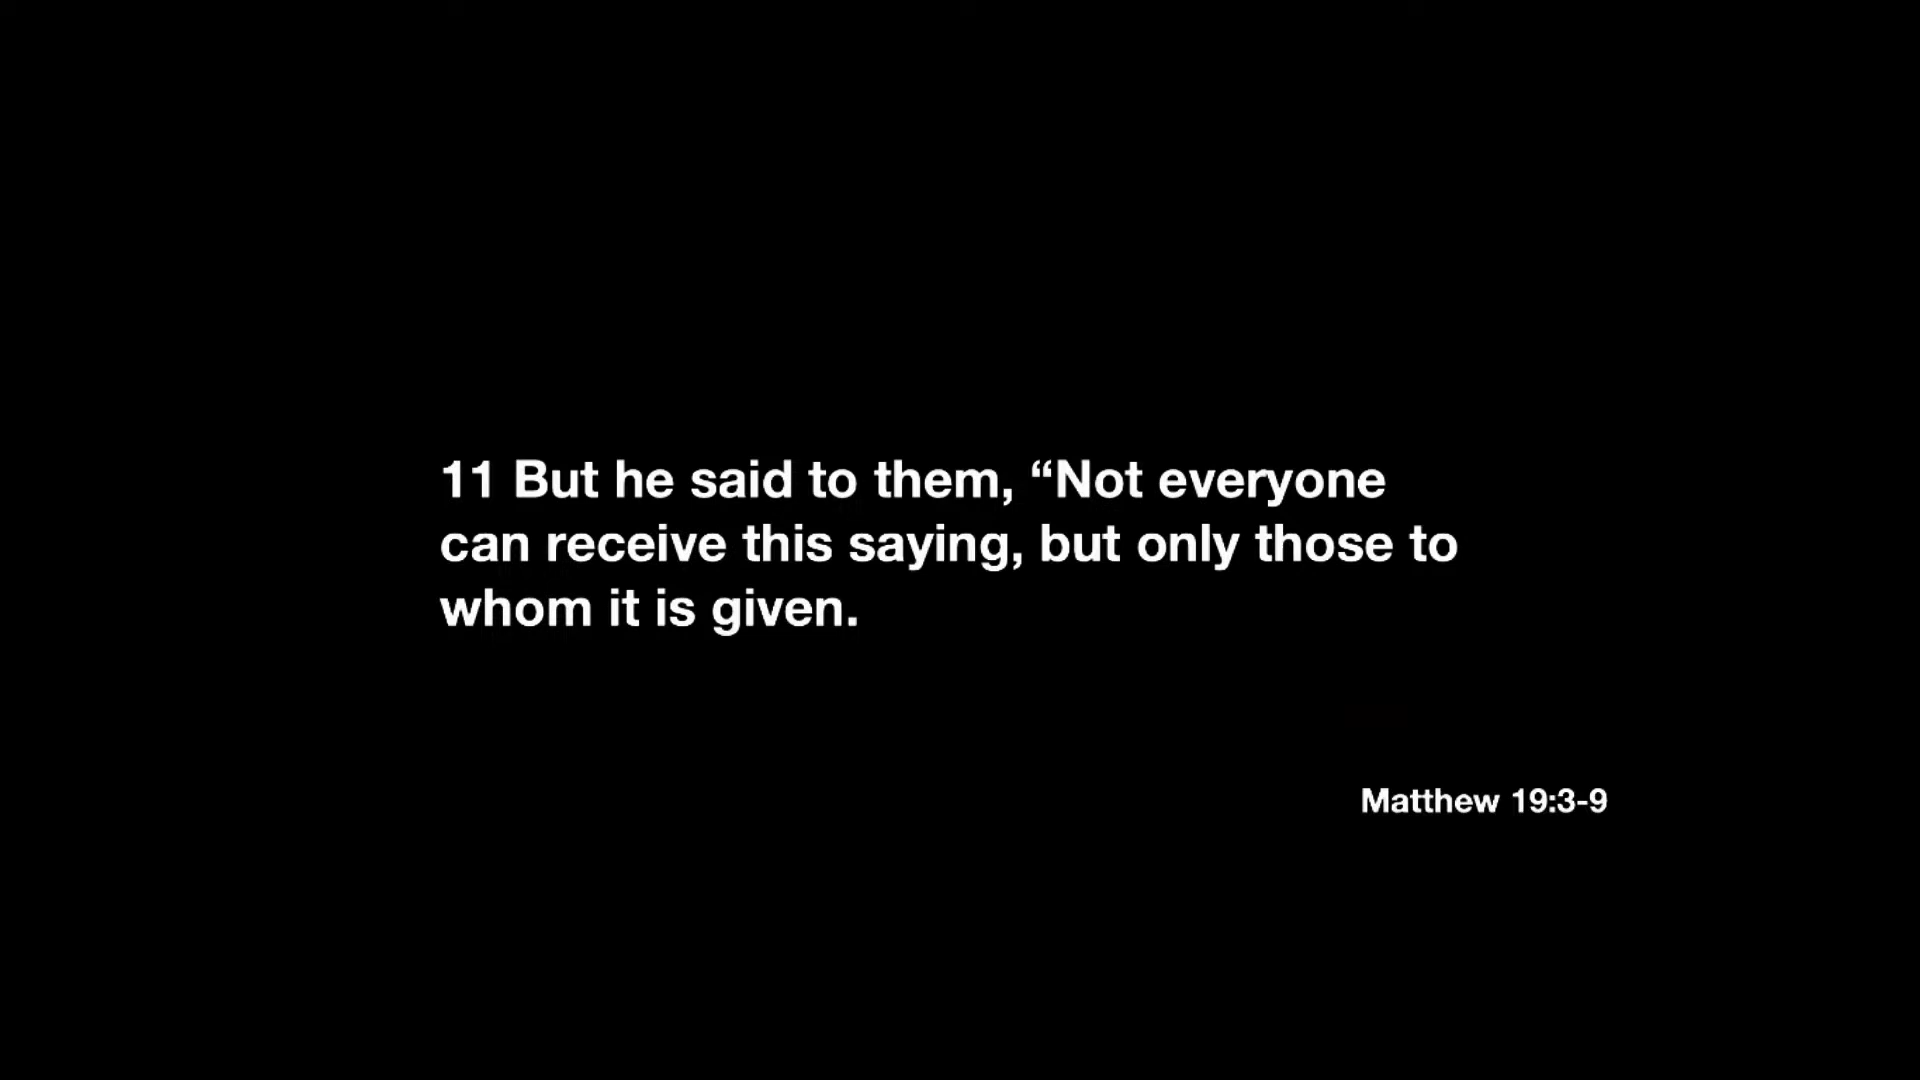 11 But he said to them, “Not everyone
can receive this saying, but only those to
whom it is given.
Matthew 19:3-9